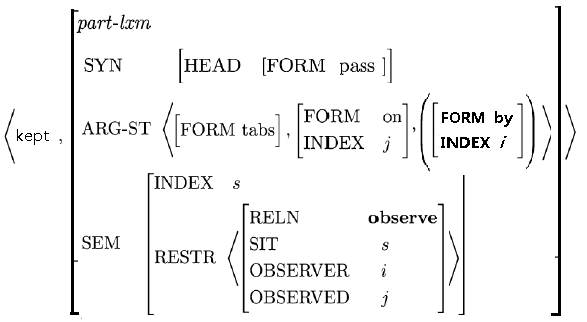 part-lxm
SYN [HEAD [FORM pass ]]
⟨kept , ARG-ST ⟨[FORM tabs], [FORM on INDEX j], ([FORM by INDEX i])⟩⟩
SEM [INDEX s
RESTR ⟨[RELN observe
SIT s
OBSERVER i
OBSERVED j]⟩]